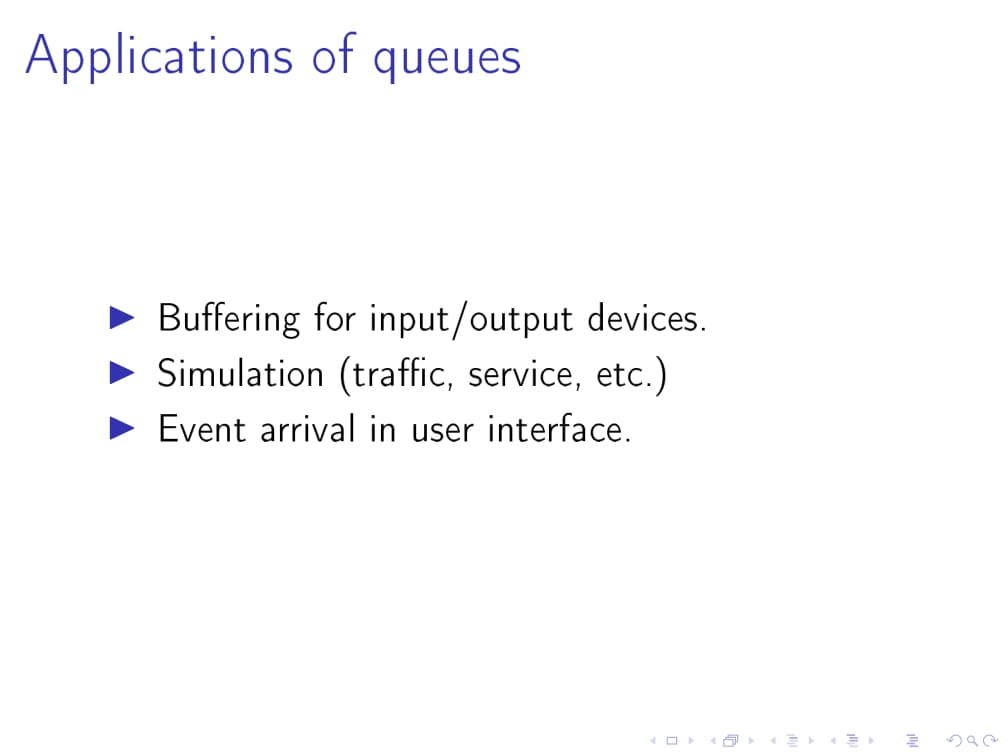 Applications of queues
Buffering for input/output devices.
Simulation (traffic, service, etc.)
Event arrival in user interface.